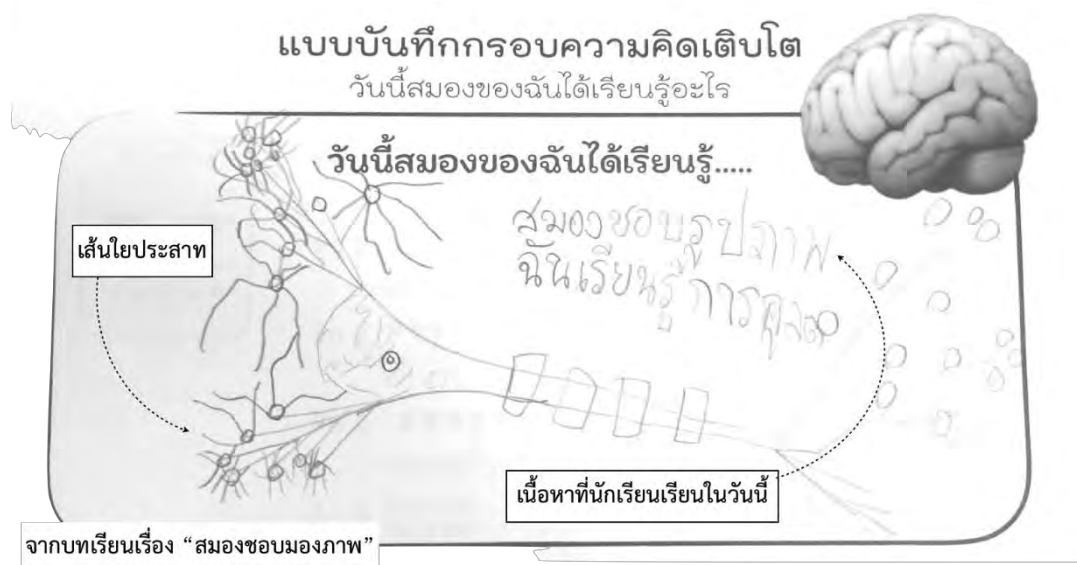 แบบบันทึกกรอบความคิดเติบโต
วันนี้สมองของฉันได้เรียนรู้อะไร
วันนี้สมองของฉันได้เรียนรู้.....
สมองชอบรูปภาพ
ฉันเรียนรู้การ
เส้นใยประสาท
เนื้อหาที่นักเรียนเรียนในวันนี้
จากบทเรียนเรื่อง “สมองชอบมองภาพ”